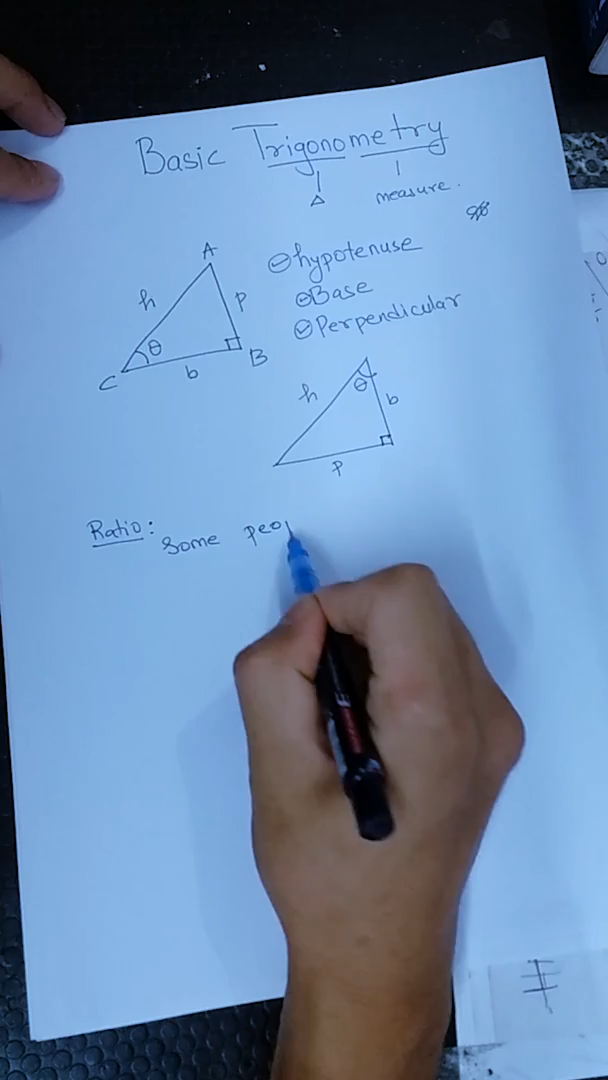 Basic Trigonometry
Δ measure.
A
h p
θ
C b B
hypotenuse
Base
Perpendicular
h θ b
p
Ratio: Some peo